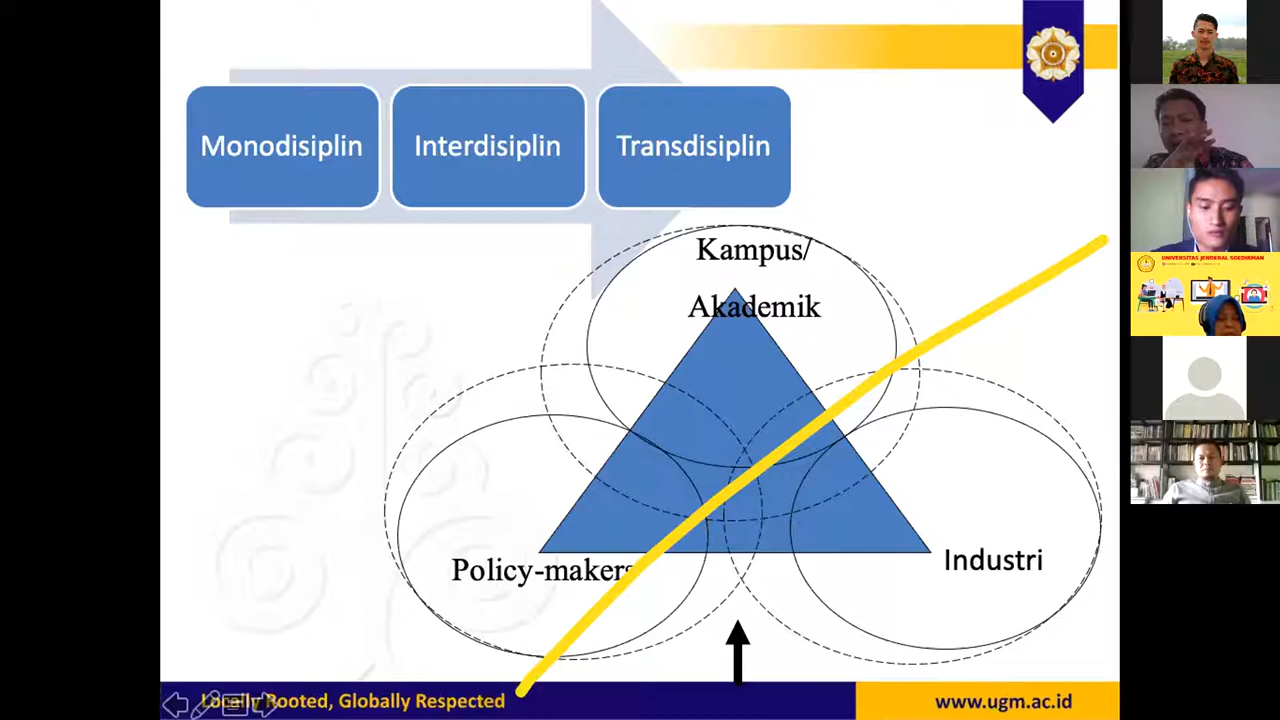 Monodisiplin
Interdisiplin
Transdisiplin
Kampus/
Akademik
Policy-makers
Industri
Locally Rooted, Globally Respected
www.ugm.ac.id
UNIVERSITAS JENDERAL SOEDIRMAN